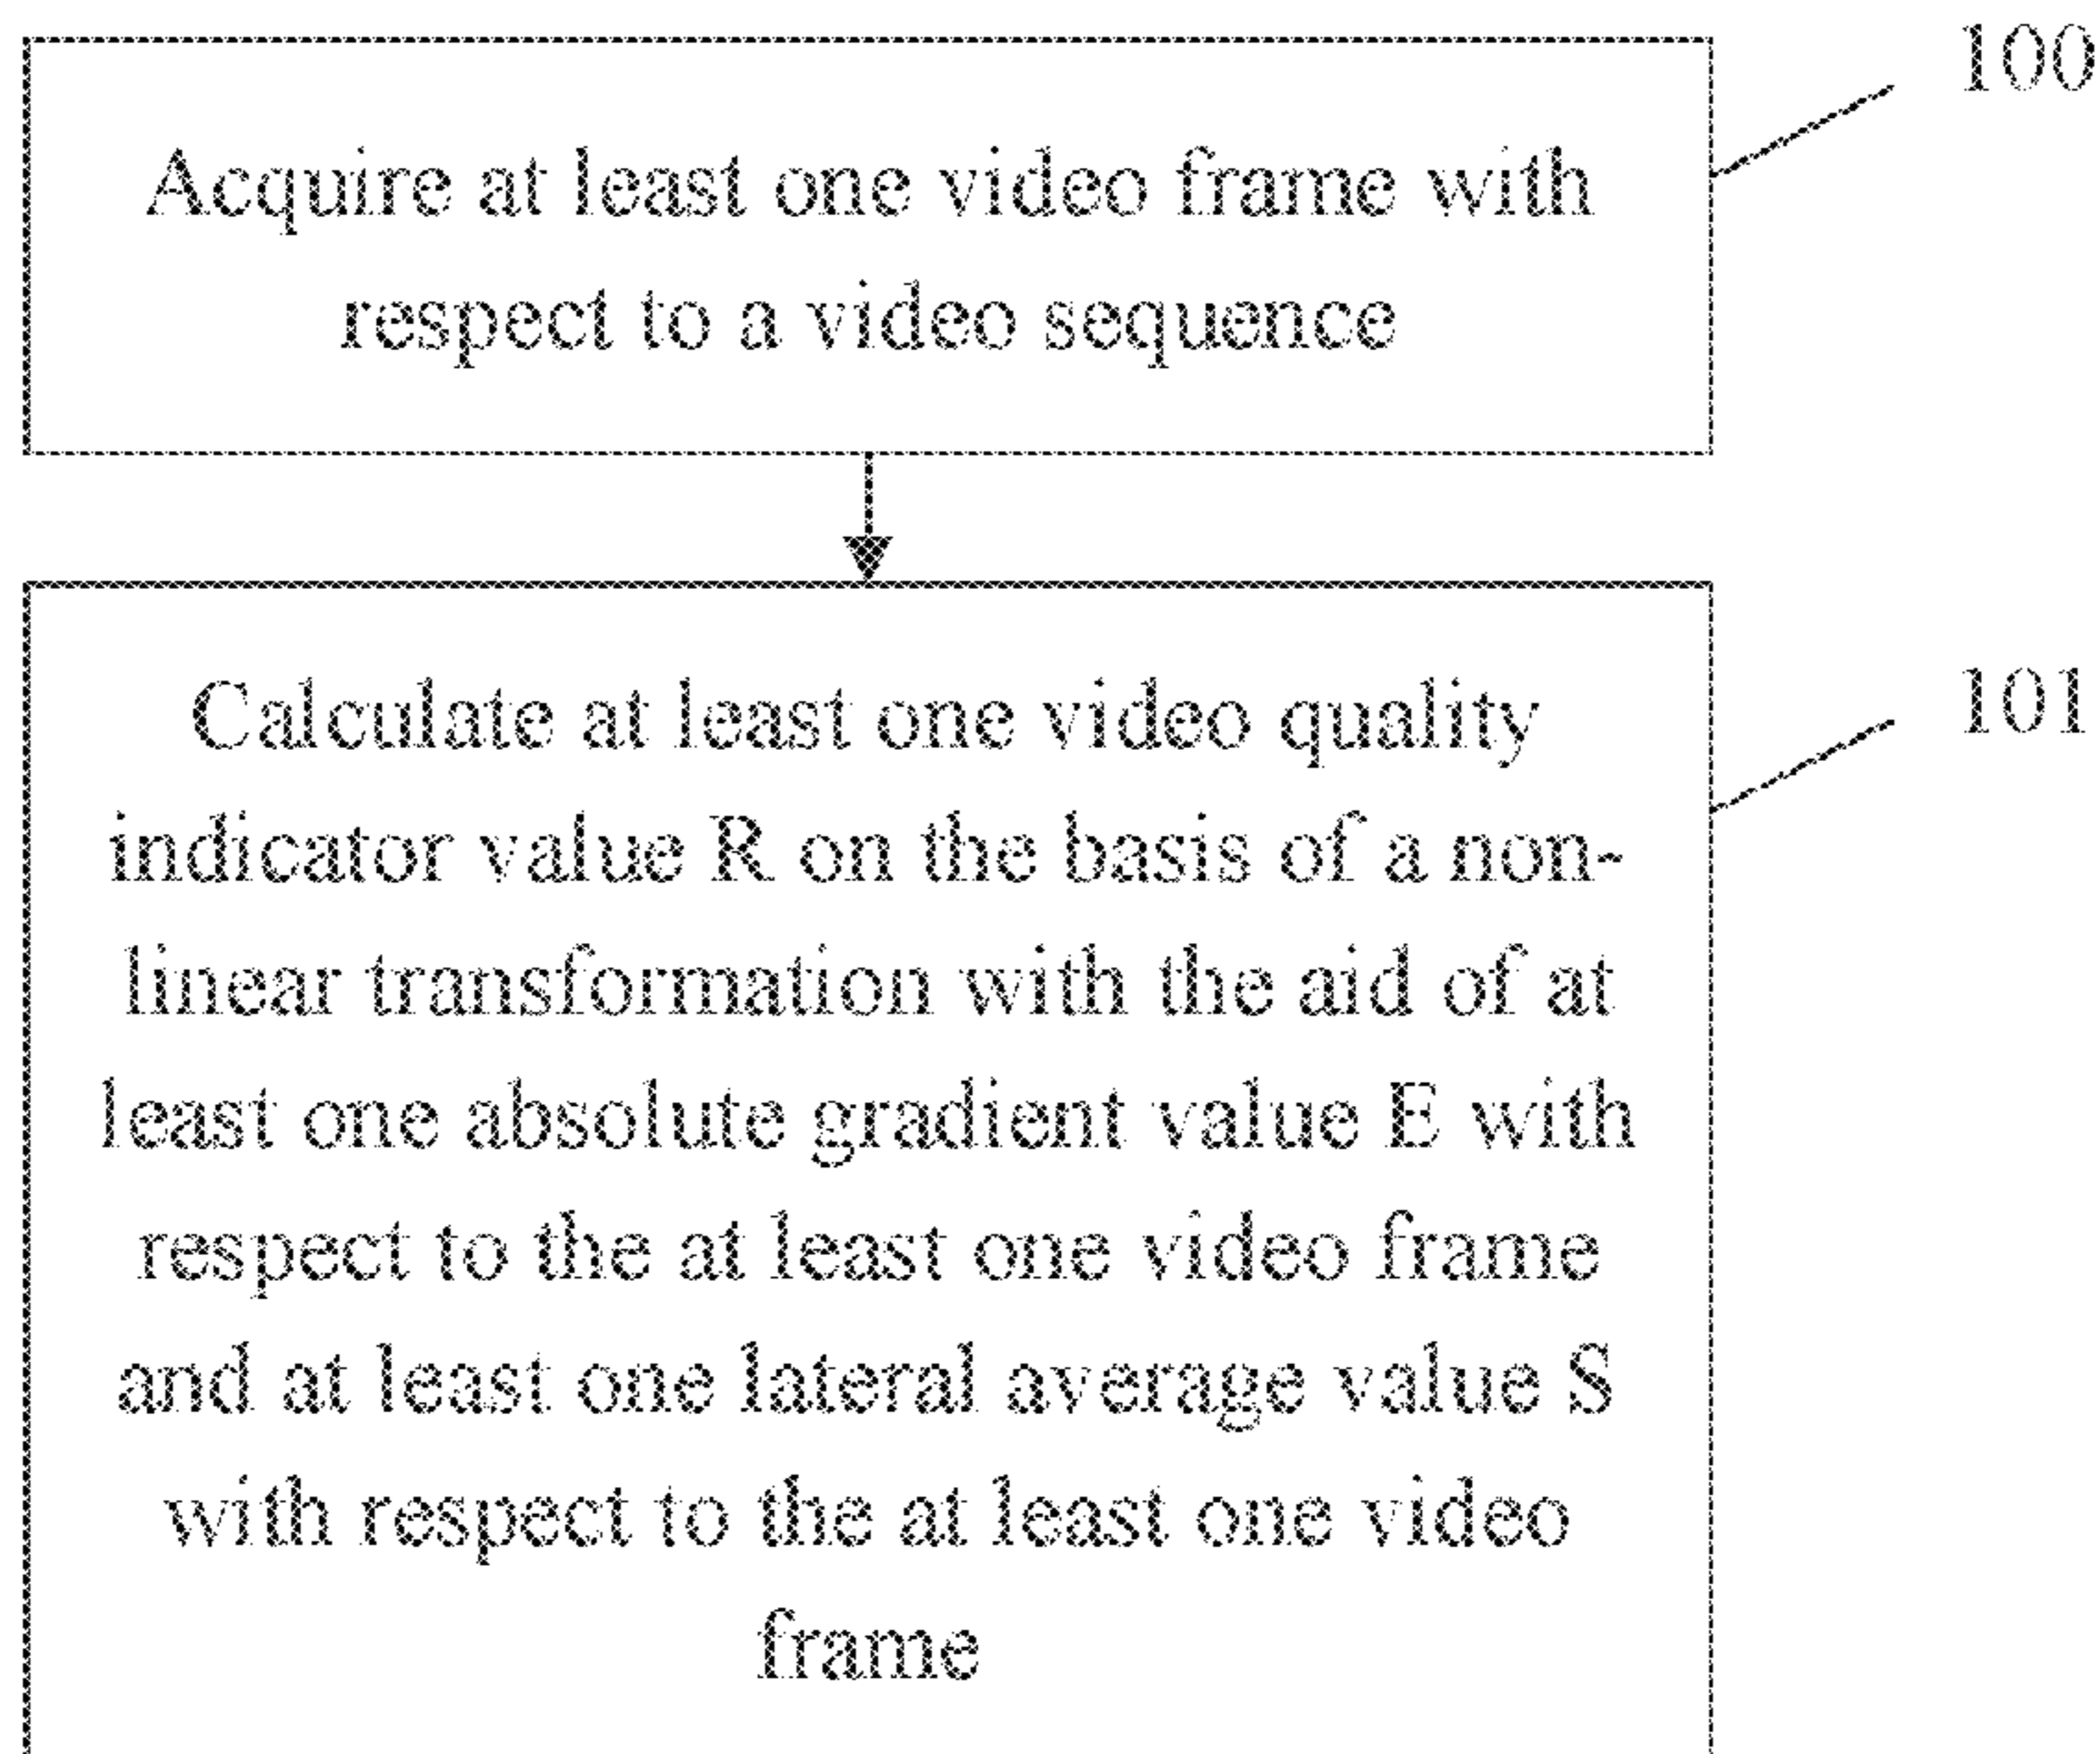 100
Acquire at least one video frame with
respect to a video sequence
101
Calculate at least one video quality
indicator value R on the basis of a non-
linear transformation with the aid of at
least one absolute gradient value E with
respect to the at least one video frame
and at least one lateral average value S
with respect to the at least one video
frame